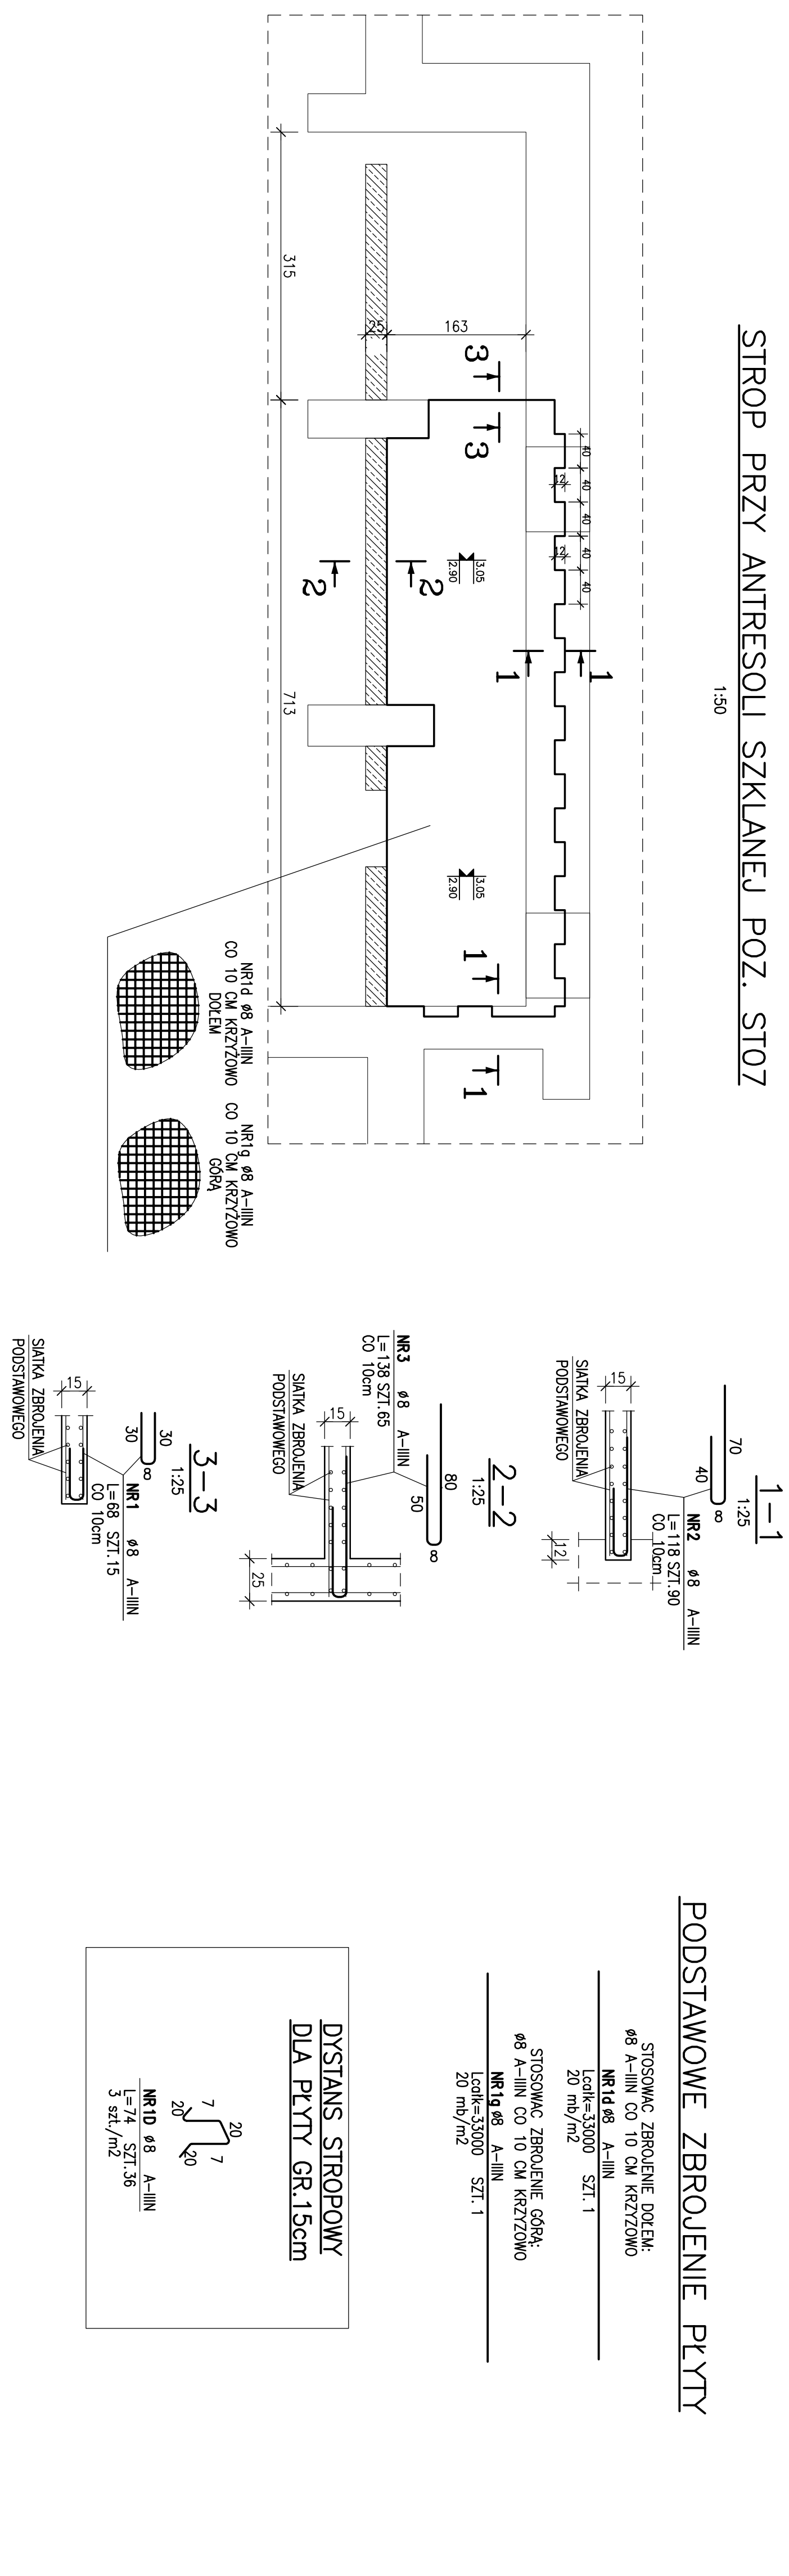 STROP PRZY ANTRESOLI SZKLANEJ POZ. ST07
1:50
40
40
40
40
40
12
12
163
25
315
713
3
3
2
2
1
1
1
1
3.05
2.90
3.05
2.90
NR1d ø8 A-IIIN
CO 10 CM KRZYŻOWO
DOŁEM
NR1g ø8 A-IIIN
CO 10 CM KRZYŻOWO
GÓRĄ
1-1
1:25
70
40
8
NR2 ø8 A-IIIN
L=118 SZT.90
CO 10cm
15
12
SIATKA ZBROJENIA
PODSTAWOWEGO
2-2
1:25
80
50
8
NR3 ø8 A-IIIN
L=138 SZT.65
CO 10cm
15
25
SIATKA ZBROJENIA
PODSTAWOWEGO
3-3
1:25
30
30
8
NR1 ø8 A-IIIN
L=68 SZT.15
CO 10cm
15
SIATKA ZBROJENIA
PODSTAWOWEGO
PODSTAWOWE ZBROJENIE PŁYTY
STOSOWAC ZBROJENIE DOŁEM:
ø8 A-IIIN CO 10 CM KRZYZOWO
NR1d ø8 A-IIIN
Lcałk=33000 SZT. 1
20 mb/m2
STOSOWAC ZBROJENIE GÓRĄ:
ø8 A-IIIN CO 10 CM KRZYZOWO
NR1g ø8 A-IIIN
Lcałk=33000 SZT. 1
20 mb/m2
DYSTANS STROPOWY
DLA PŁYTY GR.15cm
20
7
7
20
20
NR1D ø8 A-IIIN
L=74 SZT.36
3 szt./m2